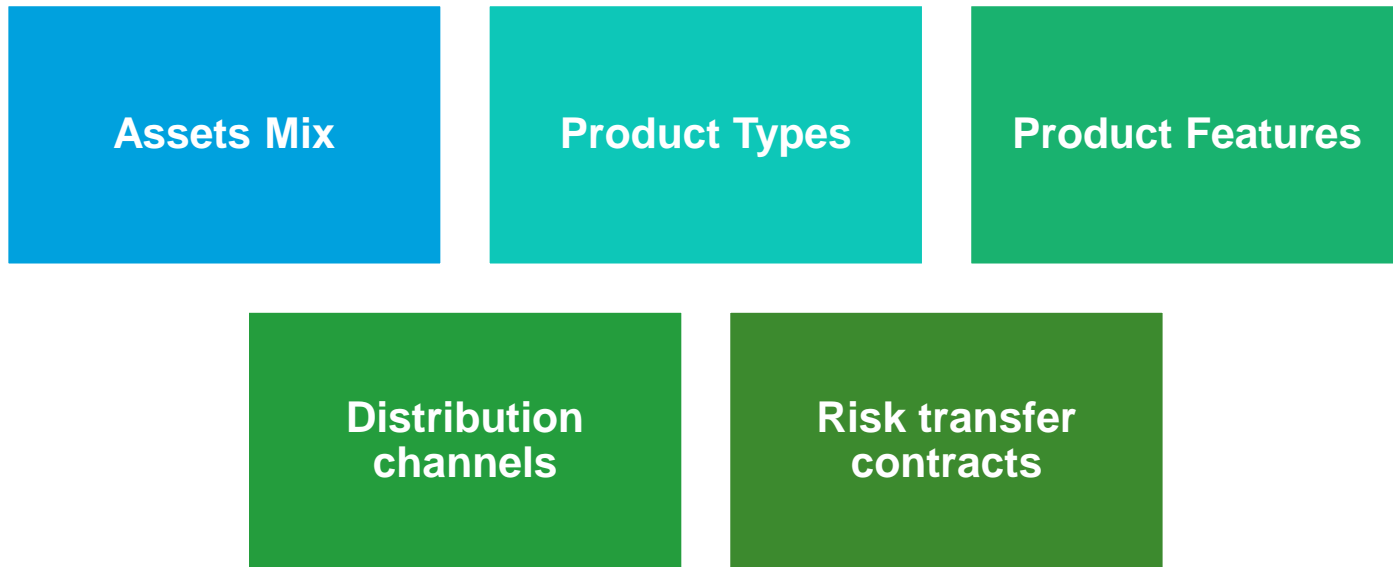 Assets Mix
Product Types
Product Features
Distribution
channels
Risk transfer
contracts